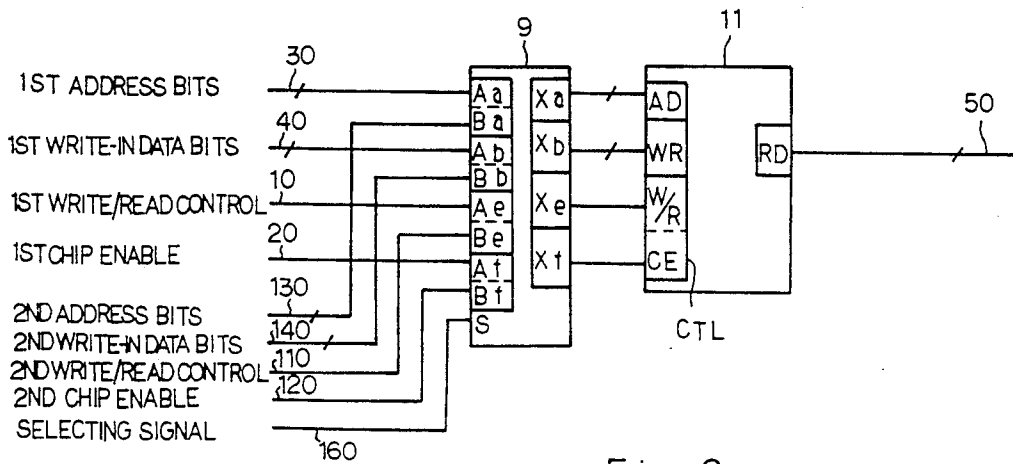 9
11
30
1ST ADDRESS BITS
Aa
Xa
AD
Ba
50
40
1ST WRITE-IN DATA BITS
Ab
Xb
WR
RD
Bb
10
1ST WRITE/READ CONTROL
Ae
Xe
W/R
20
Be
1ST CHIP ENABLE
Af
Xf
CE
130
Bf
2ND ADDRESS BITS
S
CTL
140
2ND WRITE-IN DATA BITS
110
2ND WRITE/READ CONTROL
120
2ND CHIP ENABLE
SELECTING SIGNAL
160